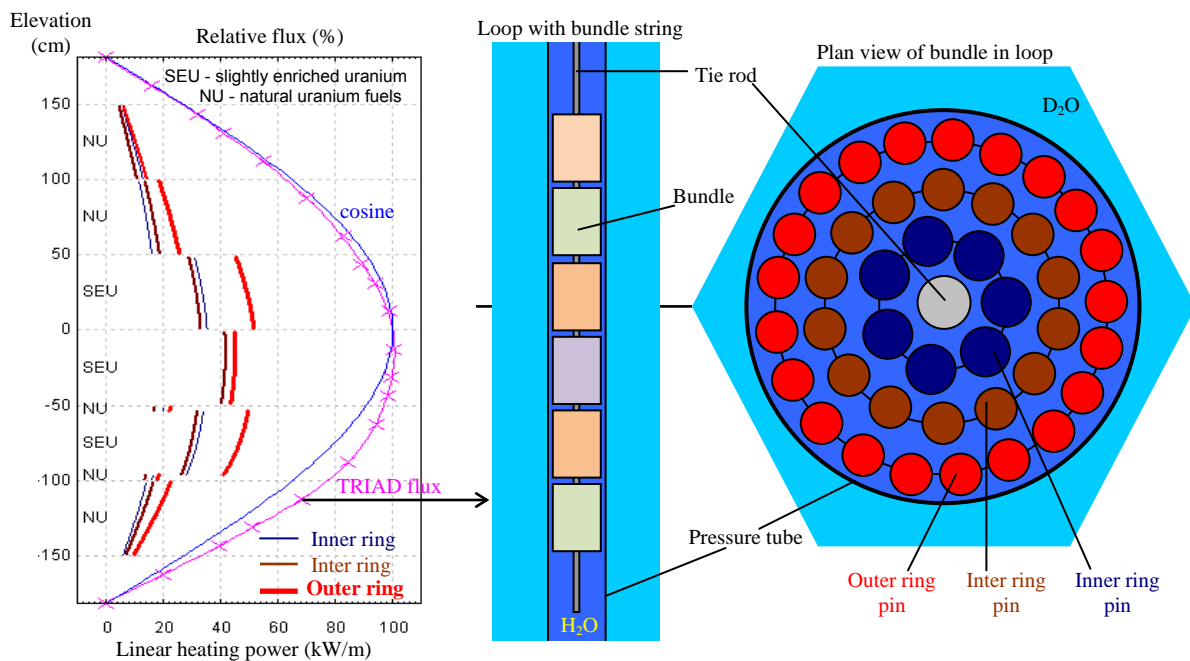 Elevation
(cm)
Relative flux (%)
SEU - slightly enriched uranium
NU - natural uranium fuels
150
100
50
0
-50
-100
-150
NU
NU
SEU
SEU
NU
SEU
NU
NU
cosine
TRIAD flux
Inner ring
Inter ring
Outer ring
0 20 40 60 80 100
Linear heating power (kW/m)
Loop with bundle string
Tie rod
Bundle
Pressure tube
H₂O
Plan view of bundle in loop
D₂O
Outer ring
pin
Inter ring
pin
Inner ring
pin